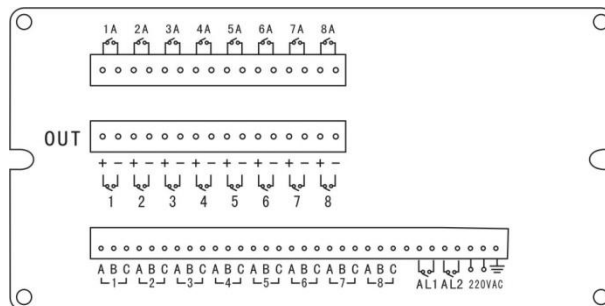 1A 2A 3A 4A 5A 6A 7A 8A
OUT
+ − + − + − + − + − + − + − + −
1 2 3 4 5 6 7 8
A B C A B C A B C A B C A B C A B C A B C A B C
1 2 3 4 5 6 7 8 AL1 AL2 220VAC